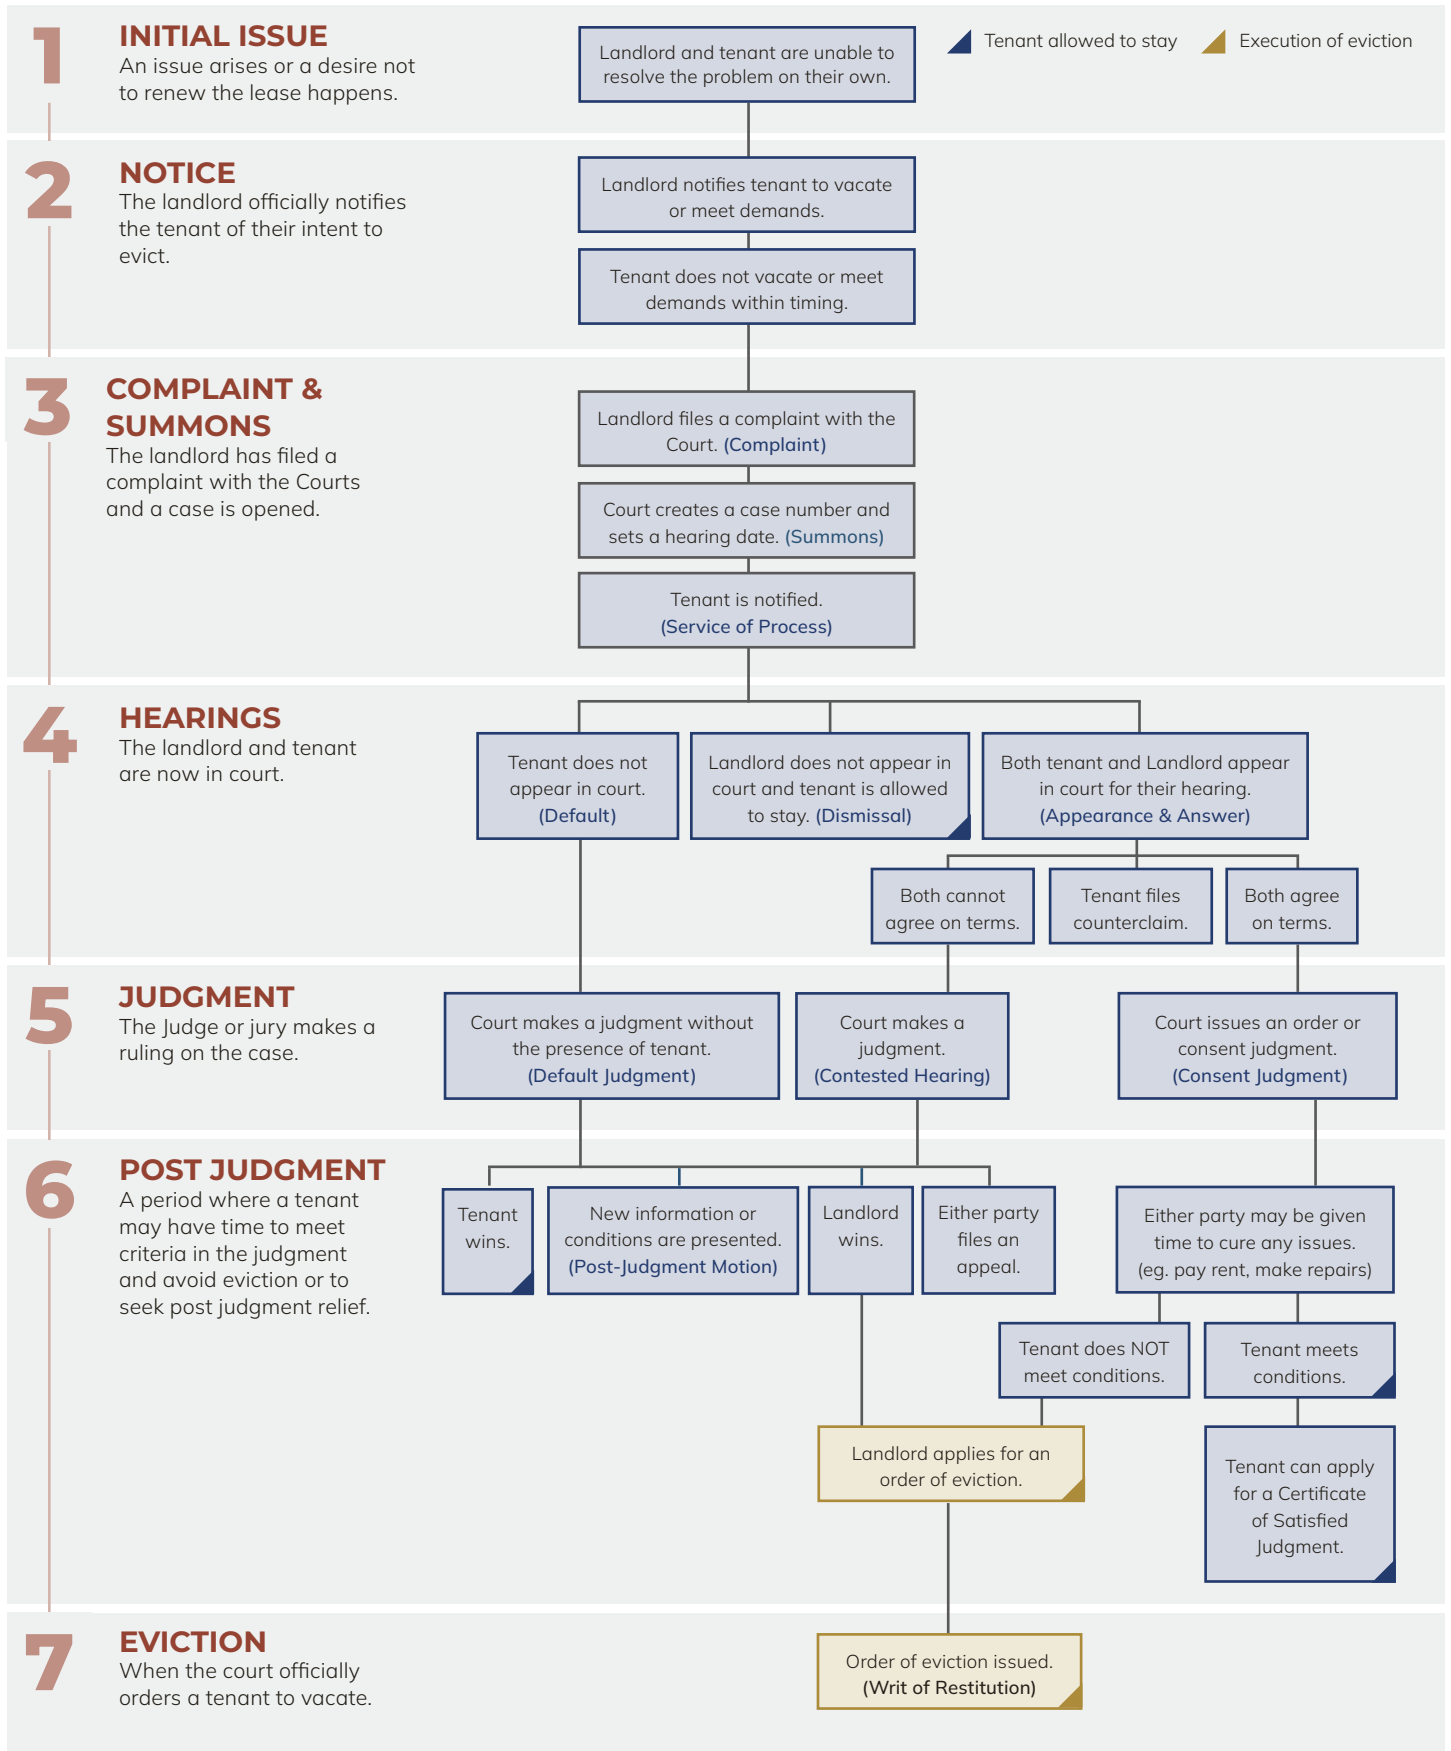 1
INITIAL ISSUE
An issue arises or a desire not
to renew the lease happens.
Landlord and tenant are unable to
resolve the problem on their own.
Tenant allowed to stay
Execution of eviction
2
NOTICE
The landlord officially notifies
the tenant of their intent to
evict.
Landlord notifies tenant to vacate
or meet demands.
Tenant does not vacate or meet
demands within timing.
3
COMPLAINT &
SUMMONS
The landlord has filed a
complaint with the Courts
and a case is opened.
Landlord files a complaint with the
Court. (Complaint)
Court creates a case number and
sets a hearing date. (Summons)
Tenant is notified.
(Service of Process)
4
HEARINGS
The landlord and tenant
are now in court.
Tenant does not
appear in court.
(Default)
Landlord does not appear in
court and tenant is allowed
to stay. (Dismissal)
Both tenant and Landlord appear
in court for their hearing.
(Appearance & Answer)
Both cannot
agree on terms.
Tenant files
counterclaim.
Both agree
on terms.
5
JUDGMENT
The Judge or jury makes a
ruling on the case.
Court makes a judgment without
the presence of tenant.
(Default Judgment)
Court makes a
judgment.
(Contested Hearing)
Court issues an order or
consent judgment.
(Consent Judgment)
6
POST JUDGMENT
A period where a tenant
may have time to meet
criteria in the judgment
and avoid eviction or to
seek post judgment relief.
Tenant
wins.
New information or
conditions are presented.
(Post-Judgment Motion)
Landlord
wins.
Either party
files an
appeal.
Either party may be given
time to cure any issues.
(eg. pay rent, make repairs)
Tenant does NOT
meet conditions.
Tenant meets
conditions.
Landlord applies for an
order of eviction.
Tenant can apply
for a Certificate
of Satisfied
Judgment.
7
EVICTION
When the court officially
orders a tenant to vacate.
Order of eviction issued.
(Writ of Restitution)